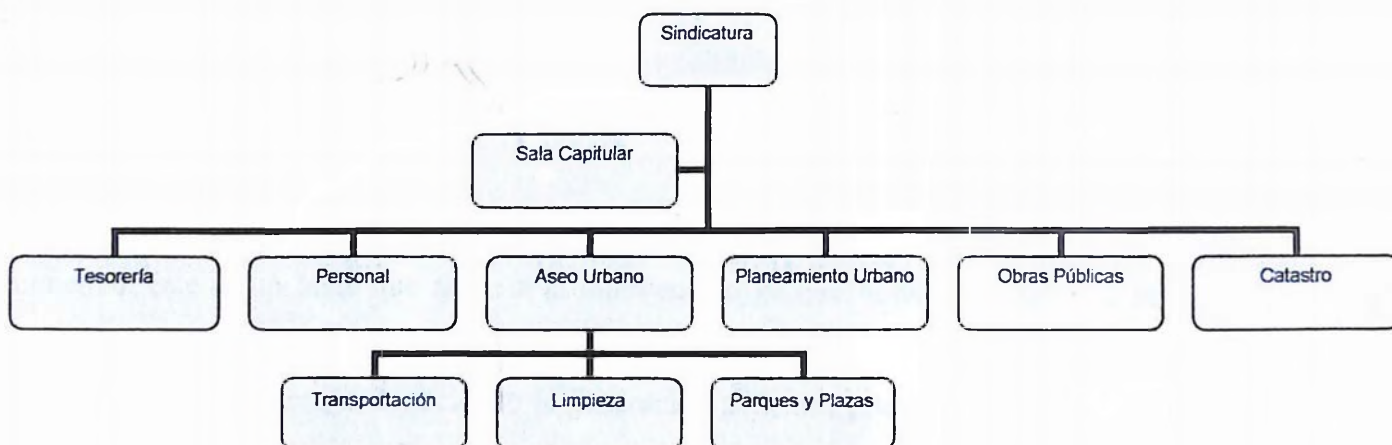 Sindicatura
Sala Capitular
Tesorería
Personal
Aseo Urbano
Planeamiento Urbano
Obras Públicas
Catastro
Transportación
Limpieza
Parques y Plazas